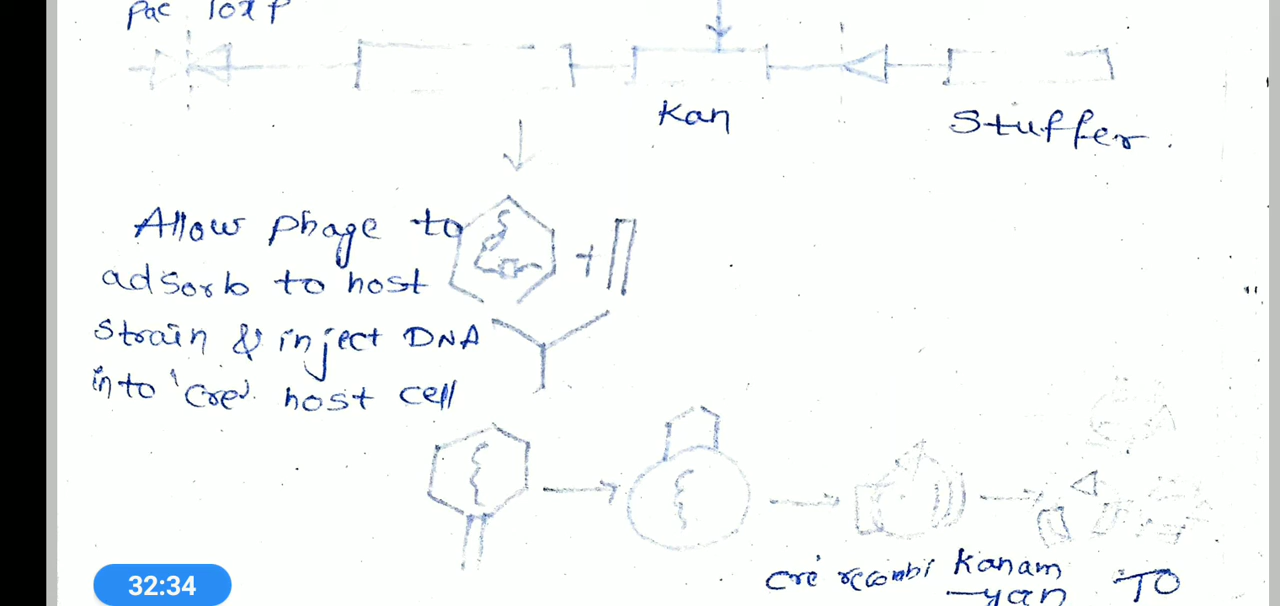 Pac loxp
Kan
Stuffer.
Allow phage to
adsorb to host
strain & inject DNA
into 'cre' host cell
cre recombi Kanam
-yan TO
32:34